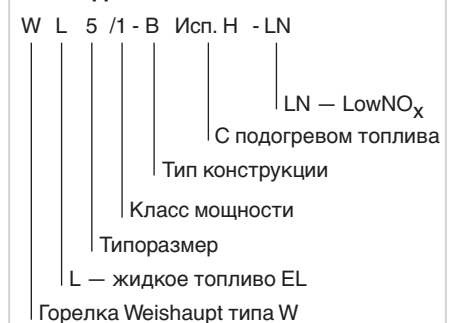 W L 5 /1 - B Исп. H - LN
LN — LowNOx
С подогревом топлива
Тип конструкции
Класс мощности
Типоразмер
L — жидкое топливо EL
Горелка Weishaupt типа W